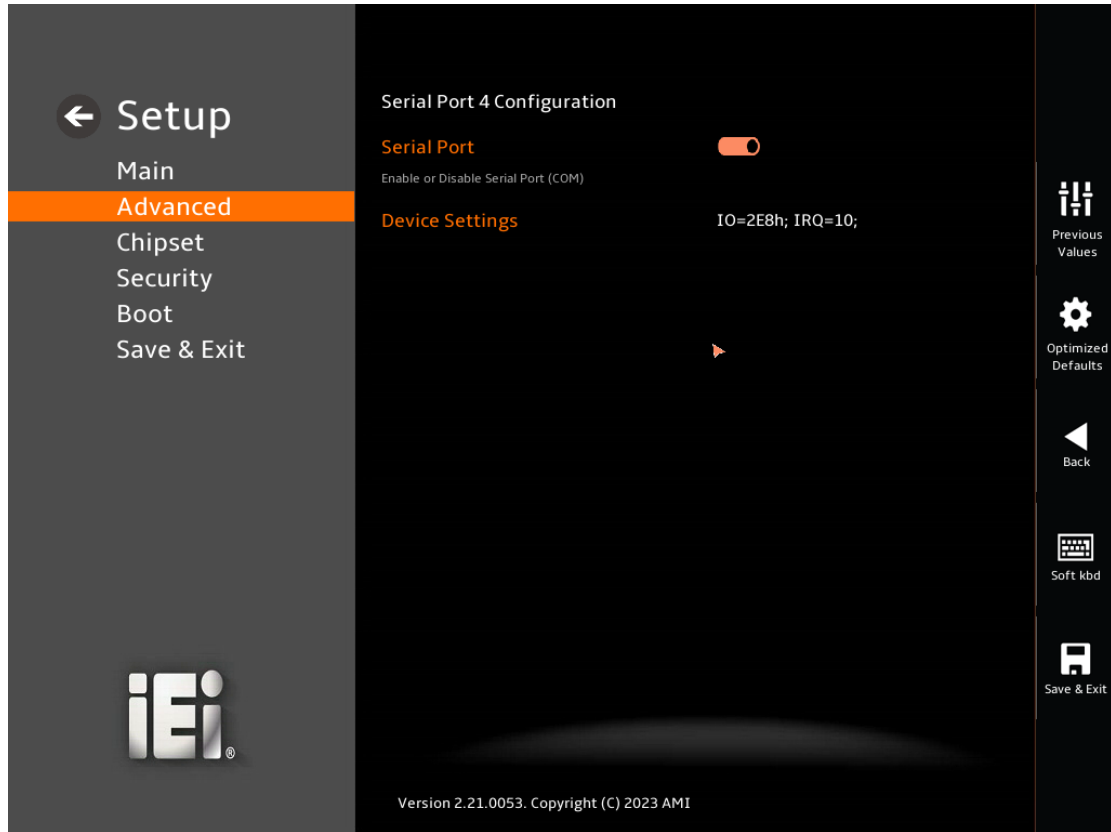 Setup
Main
Advanced
Chipset
Security
Boot
Save & Exit
iEi®
Serial Port 4 Configuration
Serial Port
Enable or Disable Serial Port (COM)
Device Settings IO=2E8h; IRQ=10;
Version 2.21.0053. Copyright (C) 2023 AMI
Previous
Values
Optimized
Defaults
Back
Soft kbd
Save & Exit